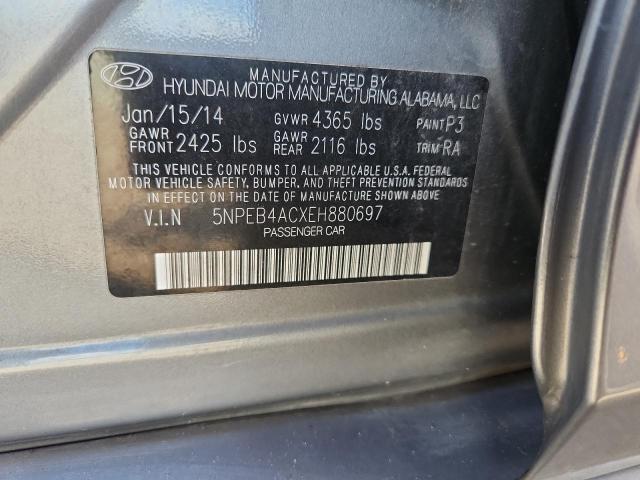 MANUFACTURED BY
HYUNDAI MOTOR MANUFACTURING ALABAMA, LLC
Jan/15/14 GVWR 4365 lbs PAINT P3
GAWR FRONT 2425 lbs GAWR REAR 2116 lbs TRIM RA
THIS VEHICLE CONFORMS TO ALL APPLICABLE U.S.A. FEDERAL
MOTOR VEHICLE SAFETY, BUMPER, AND THEFT PREVENTION STANDARDS
IN EFFECT ON THE DATE OF MANUFACTURE SHOWN ABOVE
V.I.N 5NPEB4ACXEH880697
PASSENGER CAR